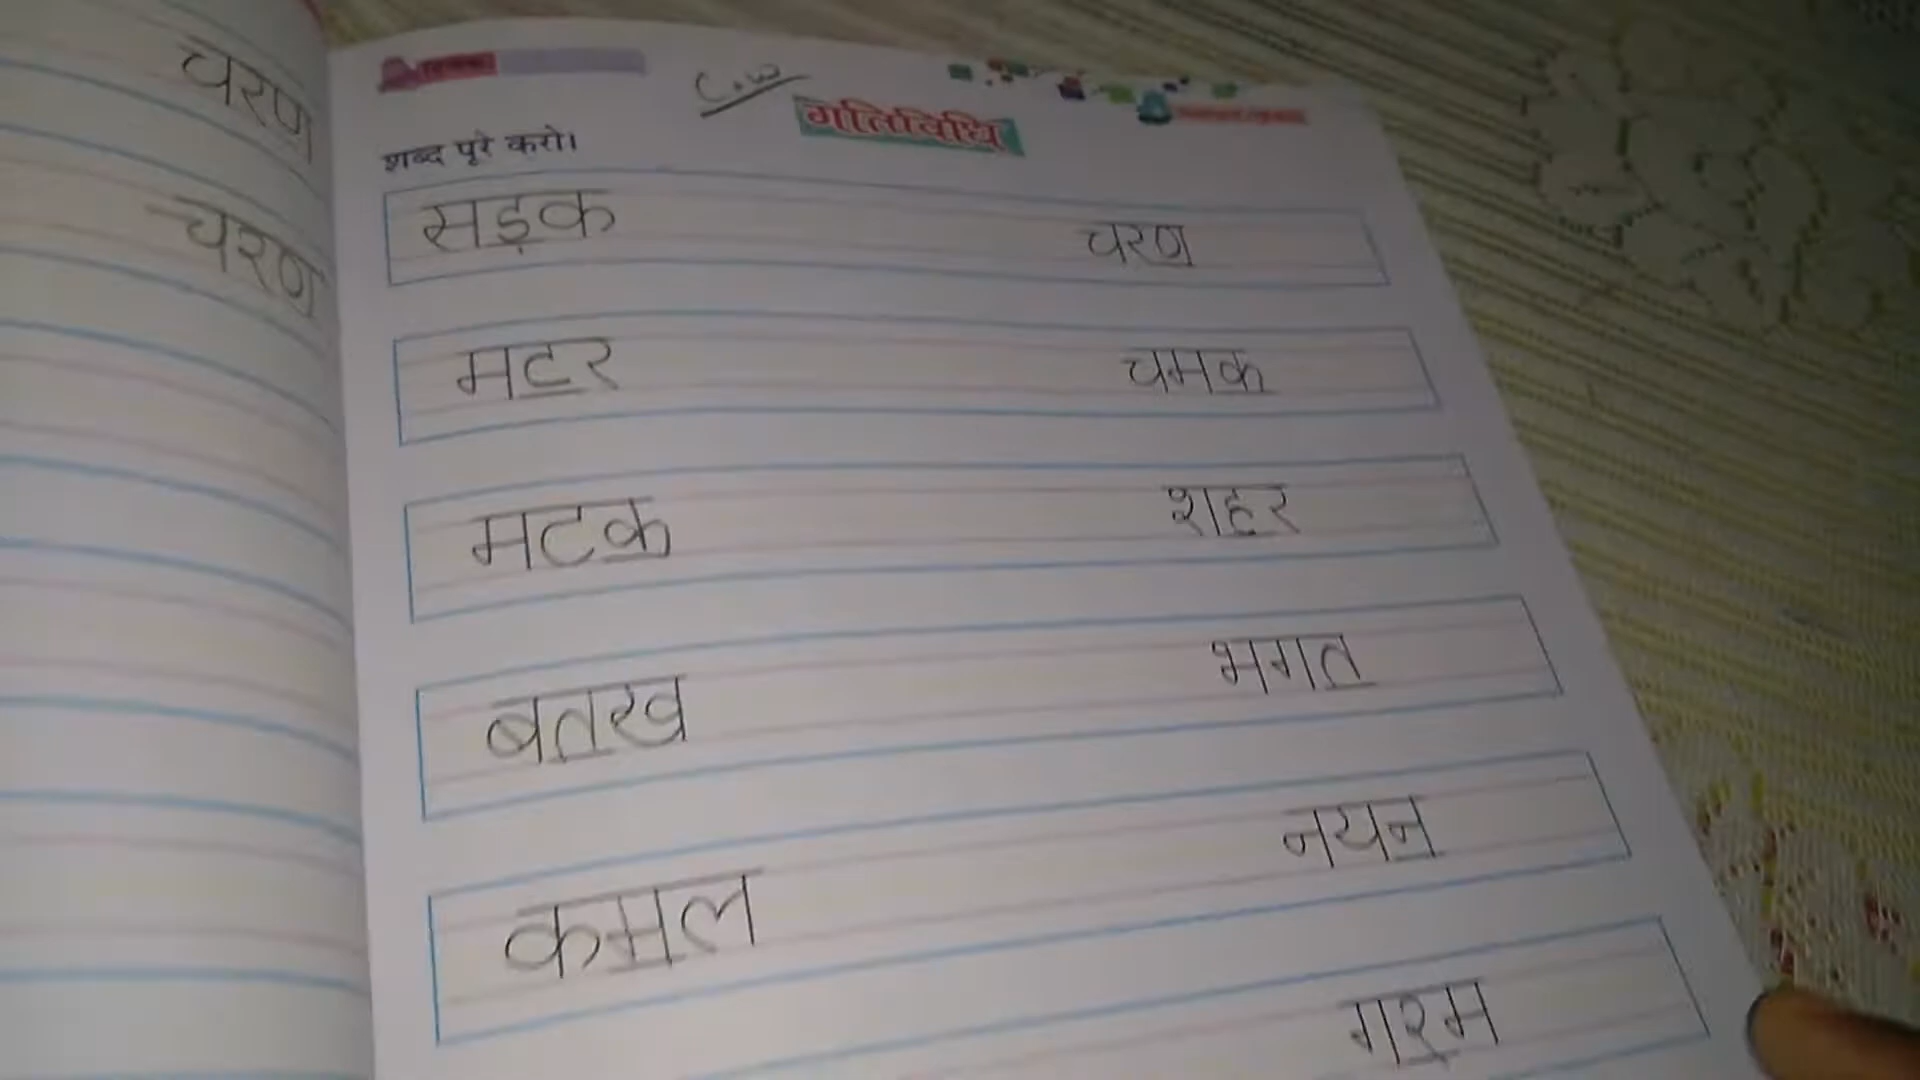 चरण
चरण
C.W
गतिविधि
शब्द पूरे करो।
सड़क चरण
मटर चमक
मटक शहर
बतख भगत
कमल नयन
गरम